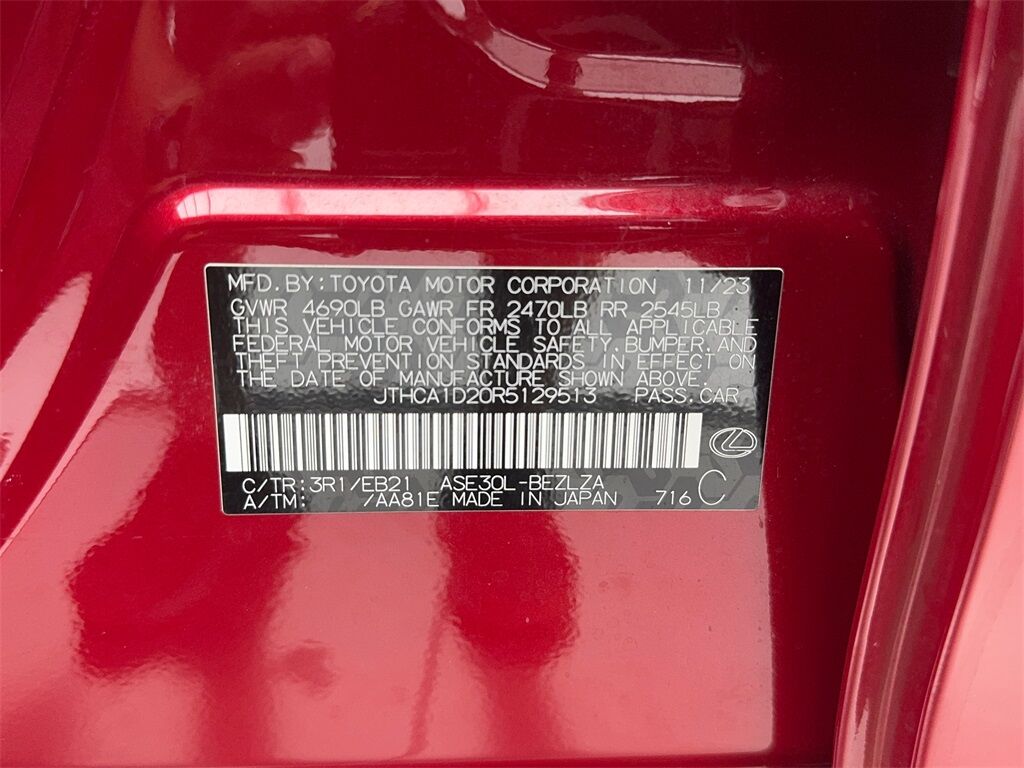 MFD. BY: TOYOTA MOTOR CORPORATION 11/23
GVWR 4690LB GAWR FR 2470LB RR 2545LB
THIS VEHICLE CONFORMS TO ALL APPLICABLE
FEDERAL MOTOR VEHICLE SAFETY, BUMPER, AND
THEFT PREVENTION STANDARDS IN EFFECT ON
THE DATE OF MANUFACTURE SHOWN ABOVE.
JTHCA1D20R5129513 PASS. CAR
C/TR: 3R1/EB21 ASE30L-BEZLZA
A/TM: /AA81E MADE IN JAPAN 716 C